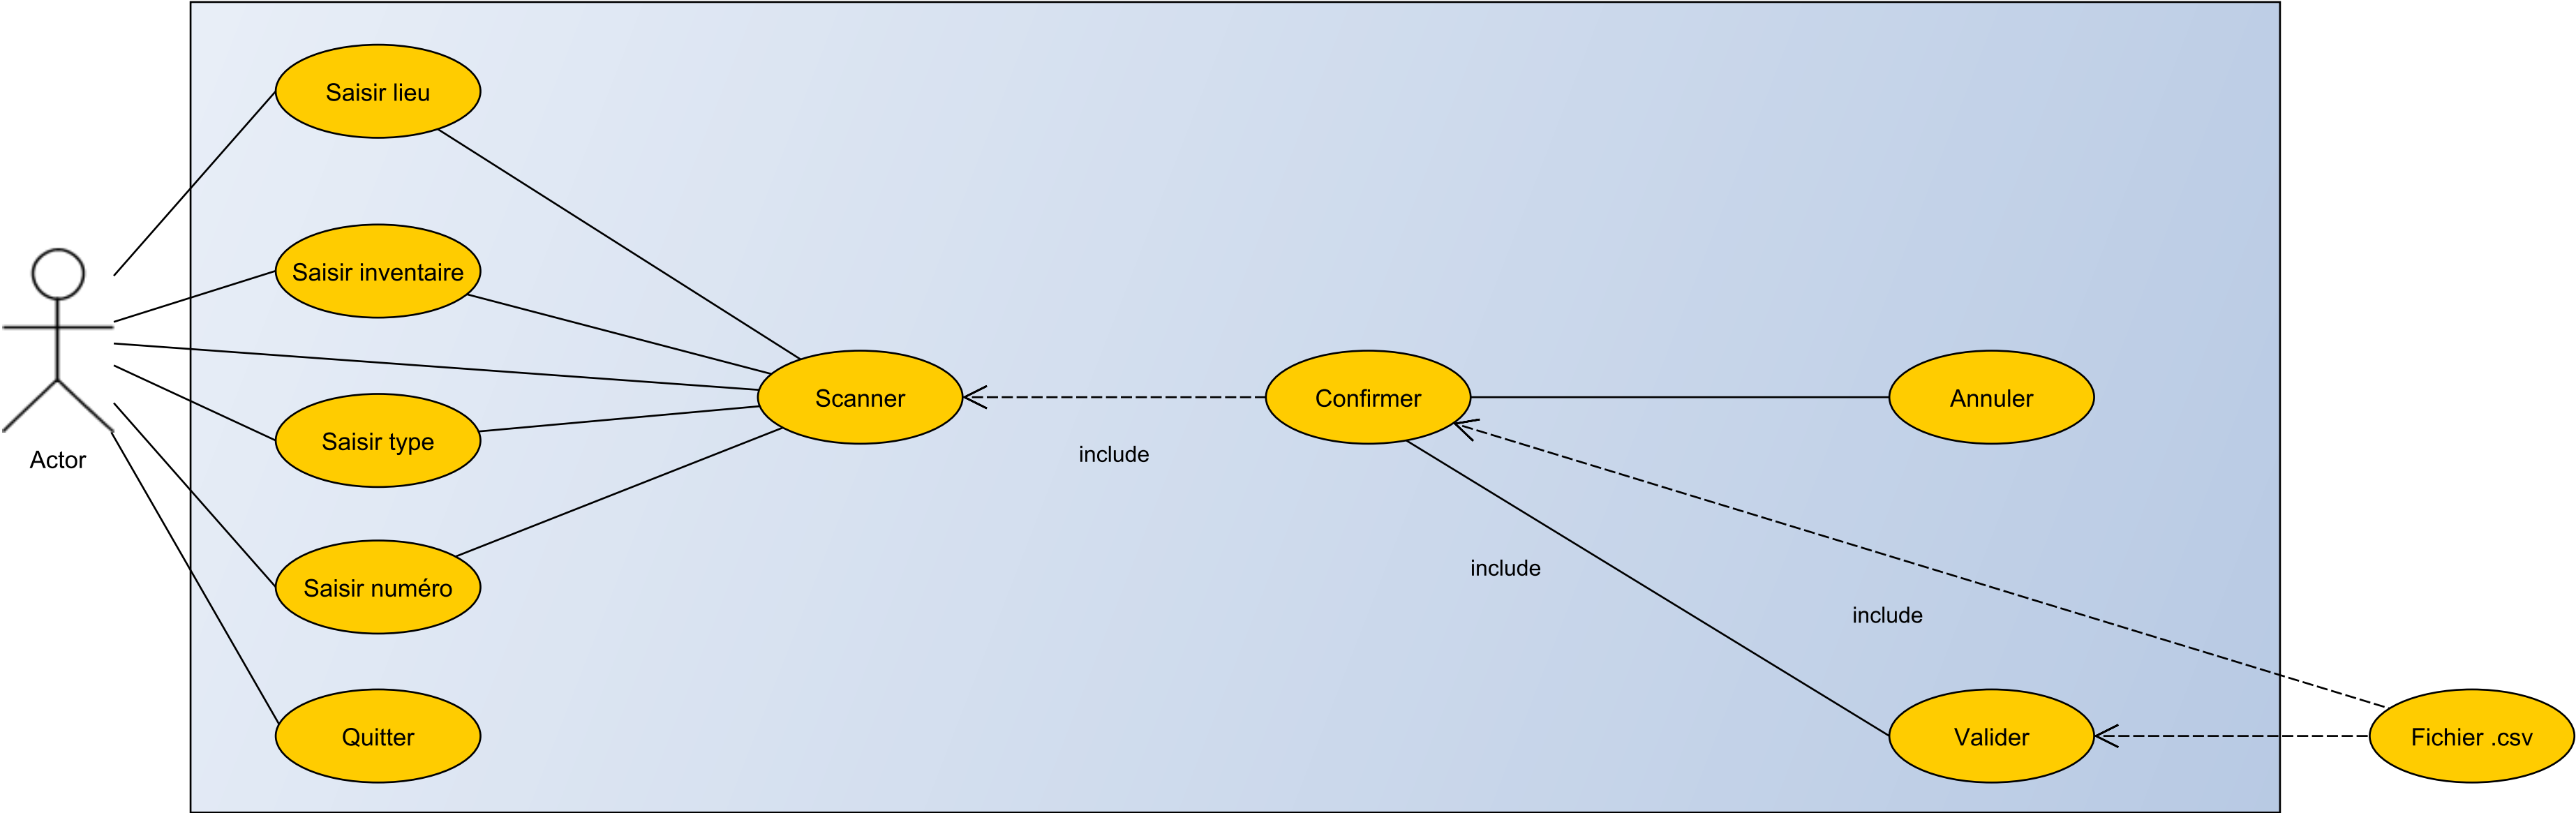 Saisir lieu
Saisir inventaire
Actor
Saisir type
Saisir numéro
Quitter
Scanner
include
Confirmer
include
Annuler
include
Valider
Fichier .csv